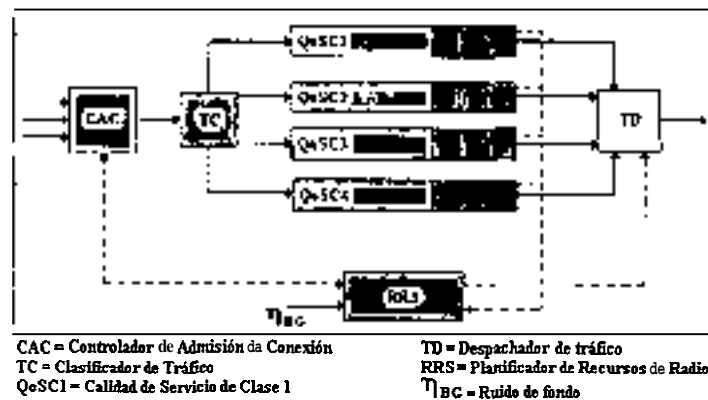 QoSC1
QoSC2
CAC
TC
TD
QoSC3
QoSC4
RRS
η BG
CAC = Controlador de Admisión da Conexión
TC = Clasificador de Tráfico
QoSC1 = Calidad de Servicio de Clase 1
TD = Despachador de tráfico
RRS = Planificador de Recursos de Radio
η BG = Ruido de fondo